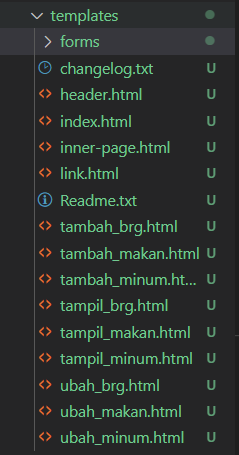 templates
forms
changelog.txt U
header.html U
index.html U
inner-page.html U
link.html U
Readme.txt U
tambah_brg.html U
tambah_makan.html U
tambah_minum.ht... U
tampil_brg.html U
tampil_makan.html U
tampil_minum.html U
ubah_brg.html U
ubah_makan.html U
ubah_minum.html U